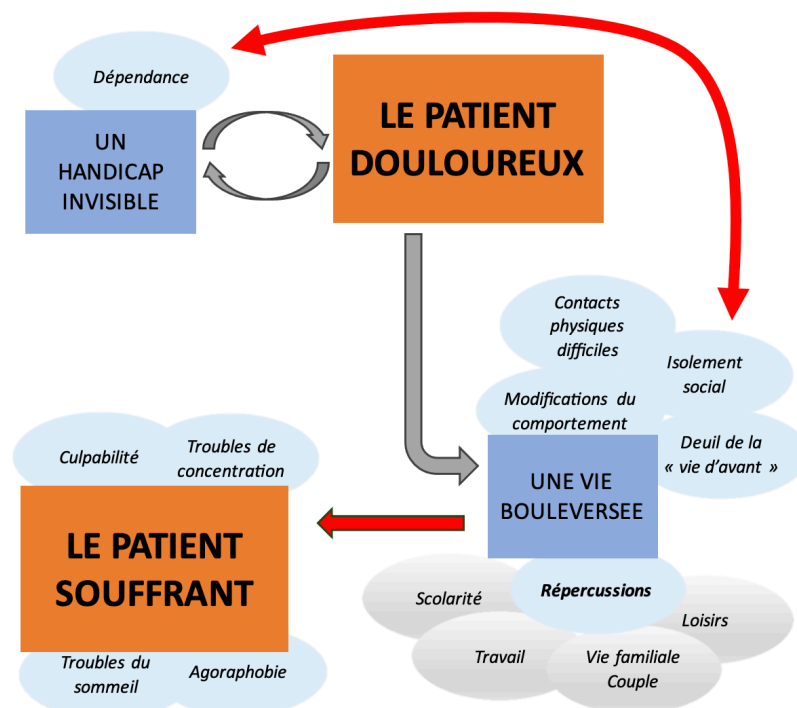 Dépendance
UN
HANDICAP
INVISIBLE
LE PATIENT
DOULOUREUX
Contacts
physiques
difficiles
Isolement
social
Modifications du
comportement
Deuil de la
« vie d’avant »
UNE VIE
BOULEVERSEE
Culpabilité
Troubles de
concentration
LE PATIENT
SOUFFRANT
Troubles du
sommeil
Agoraphobie
Répercussions
Scolarité
Loisirs
Travail
Vie familiale
Couple